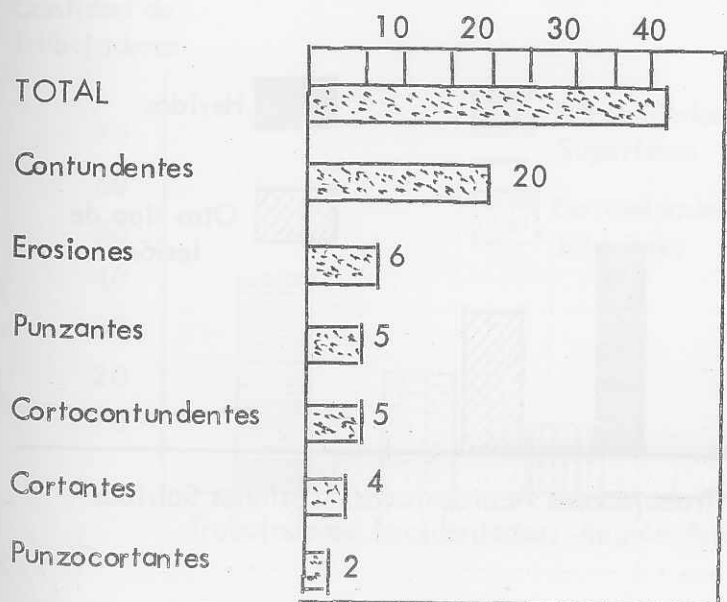 10 20 30 40
TOTAL
Contundentes 20
Erosiones 6
Punzantes 5
Cortocontundentes 5
Cortantes 4
Punzocortantes 2